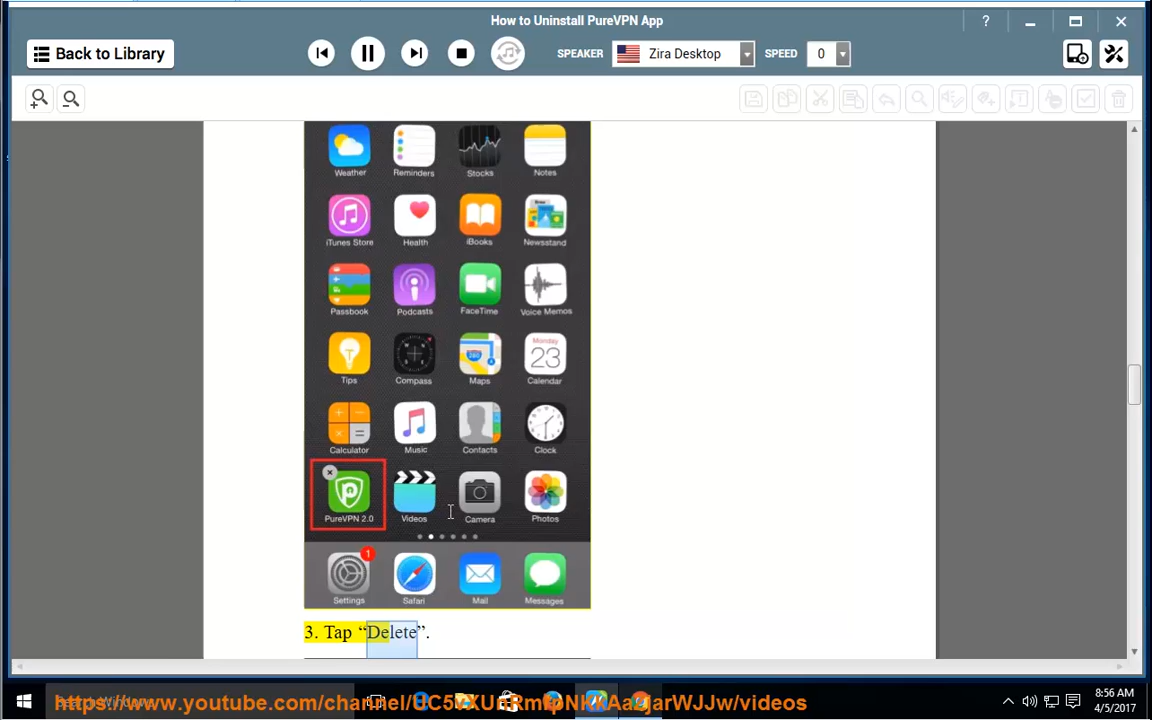 How to Uninstall PureVPN App
?
Back to Library
SPEAKER
Zira Desktop
SPEED
0
Weather
Reminders
Stocks
Notes
iTunes Store
Health
iBooks
Newsstand
Passbook
Podcasts
FaceTime
Voice Memos
Tips
Compass
280
Maps
Monday
23
Calendar
Calculator
Music
Contacts
Clock
PureVPN 2.0
Videos
Camera
Photos
1
Settings
Safari
Mail
Messages
3. Tap “Delete”.
8:56 AM
4/5/2017